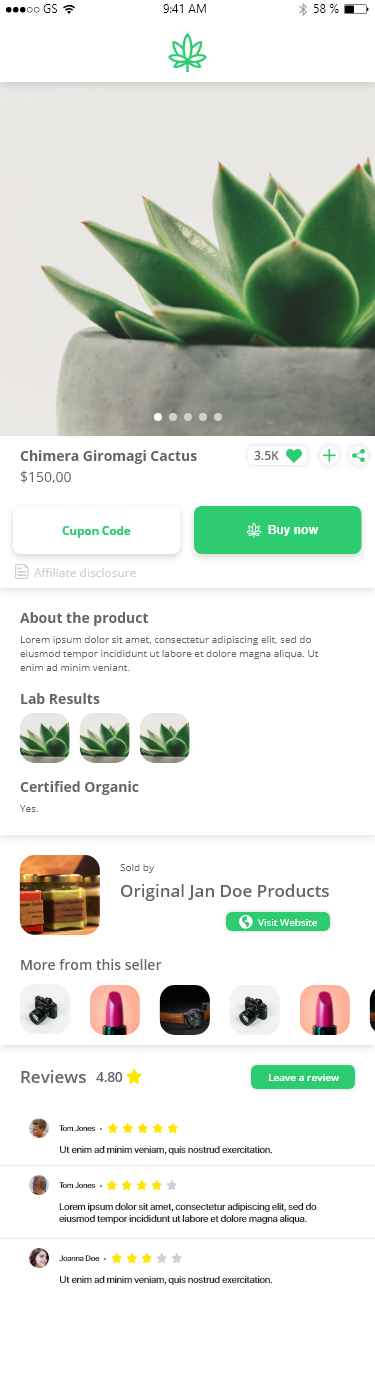 GS 9:41 AM 58 %
Chimera Giromagi Cactus 3.5K
$150,00
Cupon Code Buy now
Affiliate disclosure
About the product
Lorem ipsum dolor sit amet, consectetur adipiscing elit, sed do
eiusmod tempor incididunt ut labore et dolore magna aliqua. Ut
enim ad minim veniant.
Lab Results
Certified Organic
Yes.
Sold by
Original Jan Doe Products
Visit Website
More from this seller
Reviews 4.80 Leave a review
Tom Jones •
Ut enim ad minim veniam, quis nostrud exercitation.
Tom Jones •
Lorem ipsum dolor sit amet, consectetur adipiscing elit, sed do
eiusmod tempor incididunt ut labore et dolore magna aliqua.
Joanna Doe •
Ut enim ad minim veniam, quis nostrud exercitation.